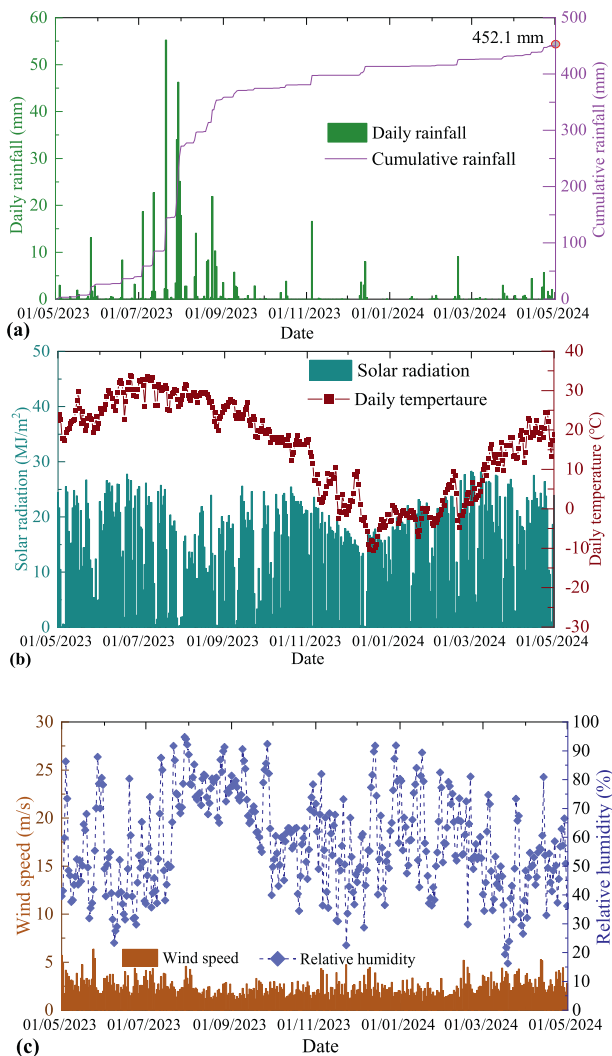 60
50
40
30
20
10
0
Daily rainfall (mm)
500
400
300
200
100
0
Cumulative rainfall (mm)
452.1 mm
Daily rainfall
Cumulative rainfall
01/05/2023 01/07/2023 01/09/2023 01/11/2023 01/01/2024 01/03/2024 01/05/2024
Date
(a)
50
40
30
20
10
0
Solar radiation (MJ/m²)
40
30
20
10
0
-10
-20
-30
Daily temperature (°C)
Solar radiation
Daily tempertaure
01/05/2023 01/07/2023 01/09/2023 01/11/2023 01/01/2024 01/03/2024 01/05/2024
Date
(b)
30
25
20
15
10
5
0
Wind speed (m/s)
100
90
80
70
60
50
40
30
20
10
0
Relative humidity (%)
Wind speed
Relative humidity
01/05/2023 01/07/2023 01/09/2023 01/11/2023 01/01/2024 01/03/2024 01/05/2024
Date
(c)